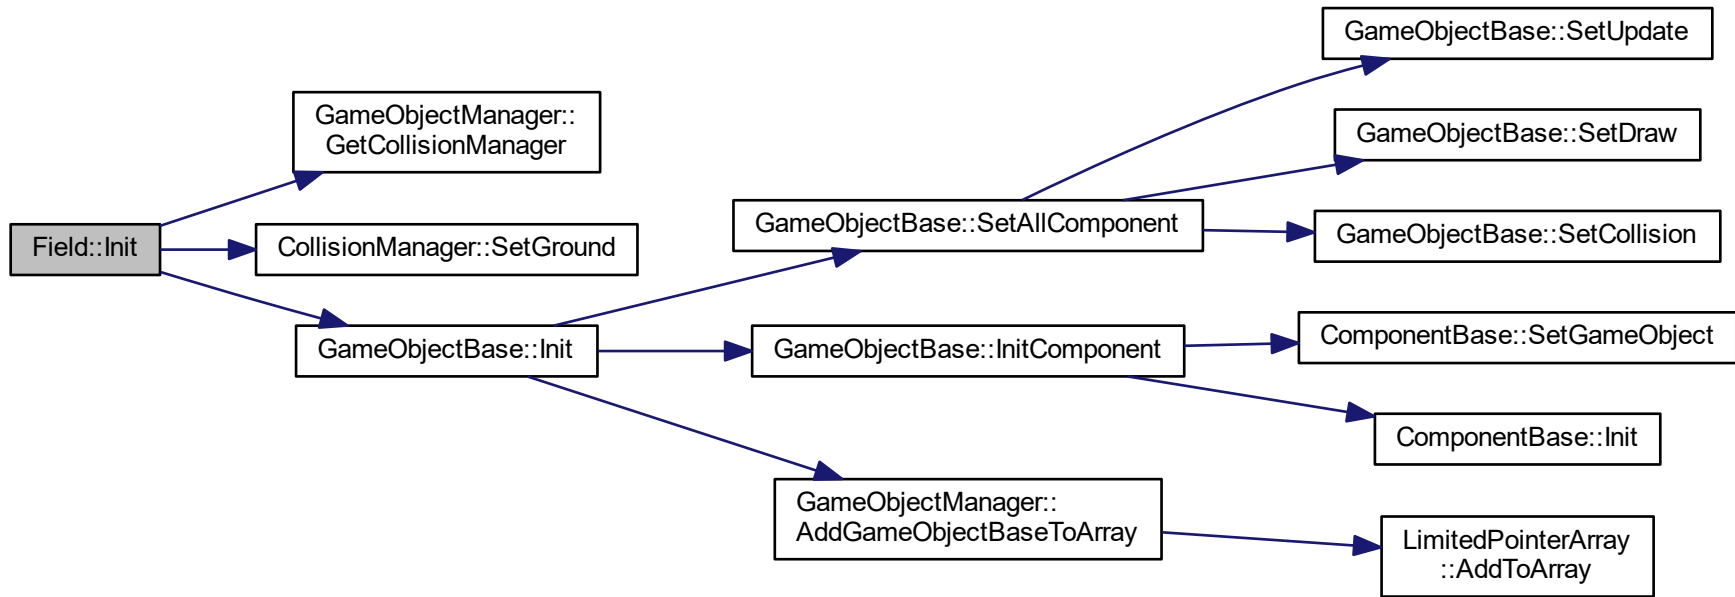 Field::Init
GameObjectManager::
GetCollisionManager
CollisionManager::SetGround
GameObjectBase::Init
GameObjectBase::SetAllComponent
GameObjectBase::InitComponent
GameObjectManager::
AddGameObjectBaseToArray
GameObjectBase::SetUpdate
GameObjectBase::SetDraw
GameObjectBase::SetCollision
ComponentBase::SetGameObject
ComponentBase::Init
LimitedPointerArray
::AddToArray